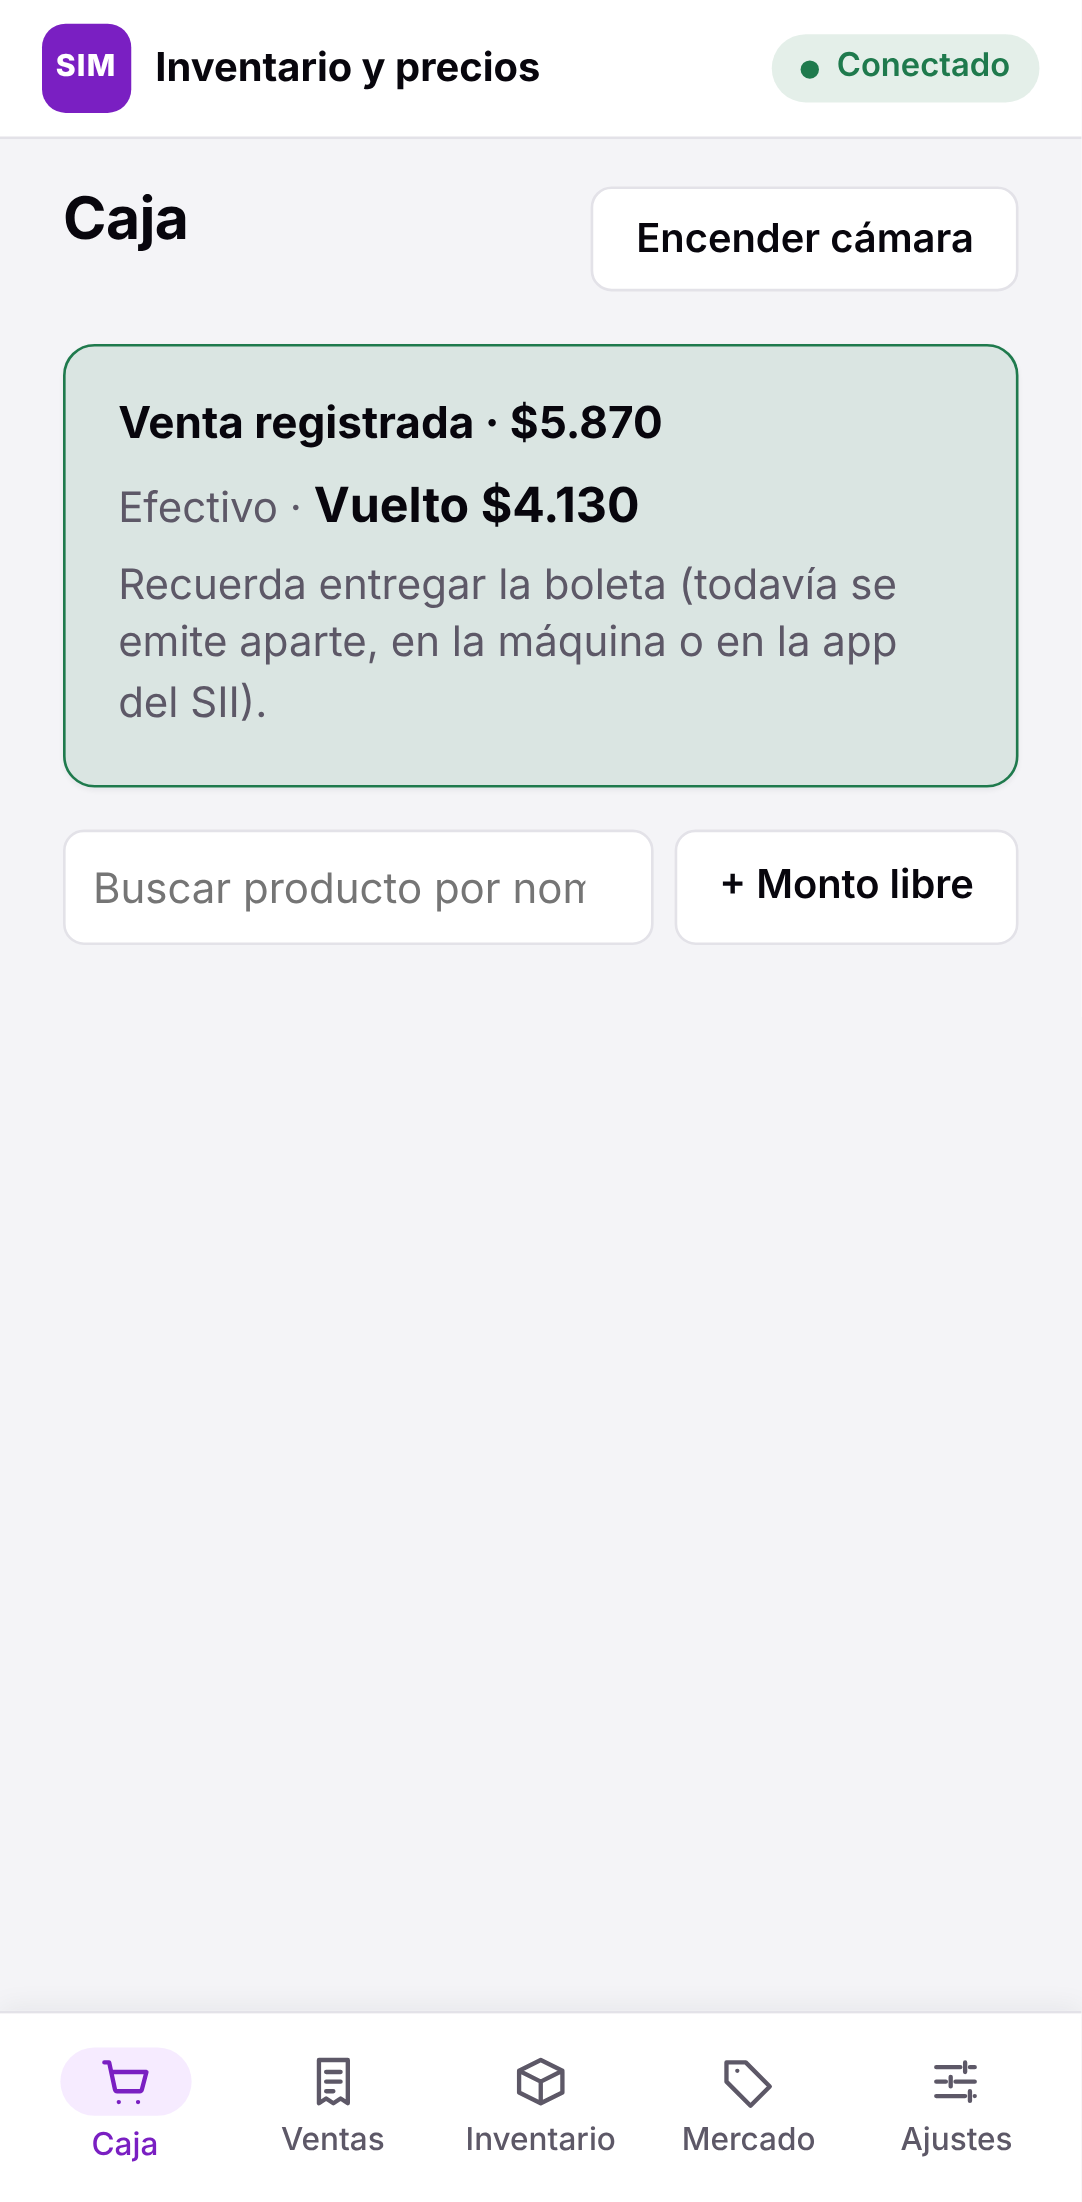 SIM Inventario y precios
Conectado
Caja
Encender cámara
Venta registrada · $5.870
Efectivo · Vuelto $4.130
Recuerda entregar la boleta (todavía se
emite aparte, en la máquina o en la app
del SII).
Buscar producto por nom
+ Monto libre
Caja
Ventas
Inventario
Mercado
Ajustes